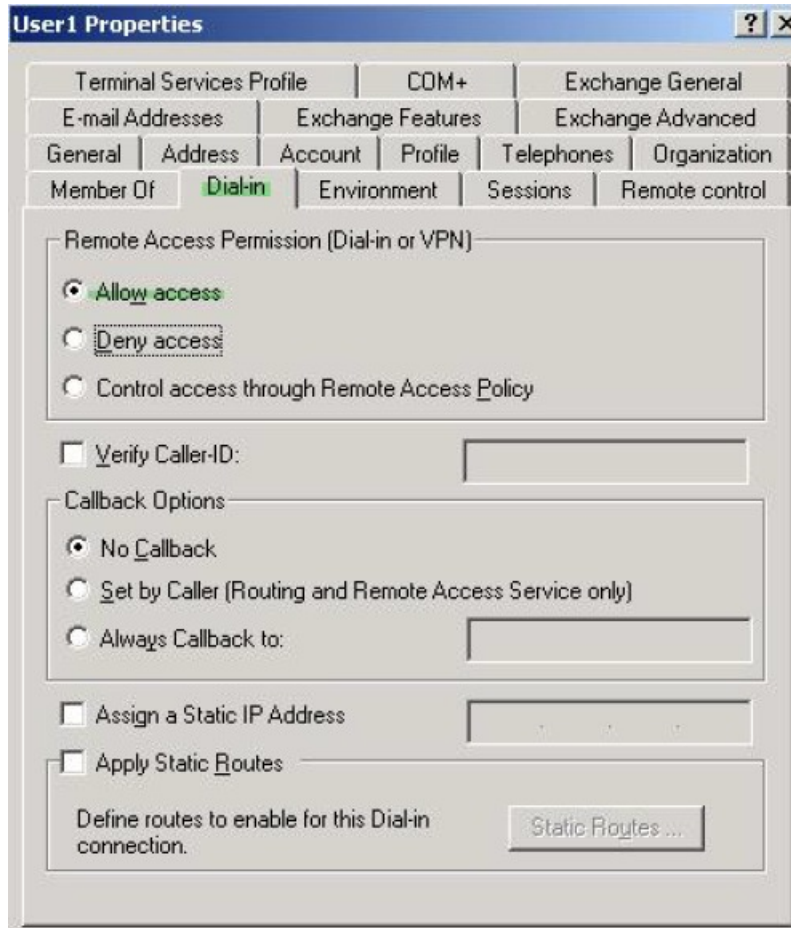 User1 Properties
Terminal Services Profile COM+ Exchange General
E-mail Addresses Exchange Features Exchange Advanced
General Address Account Profile Telephones Organization
Member Of Dial-in Environment Sessions Remote control
Remote Access Permission (Dial-in or VPN)
Allow access
Deny access
Control access through Remote Access Policy
Verify Caller-ID:
Callback Options
No Callback
Set by Caller (Routing and Remote Access Service only)
Always Callback to:
Assign a Static IP Address
Apply Static Routes
Define routes to enable for this Dial-in
connection.
Static Routes ...